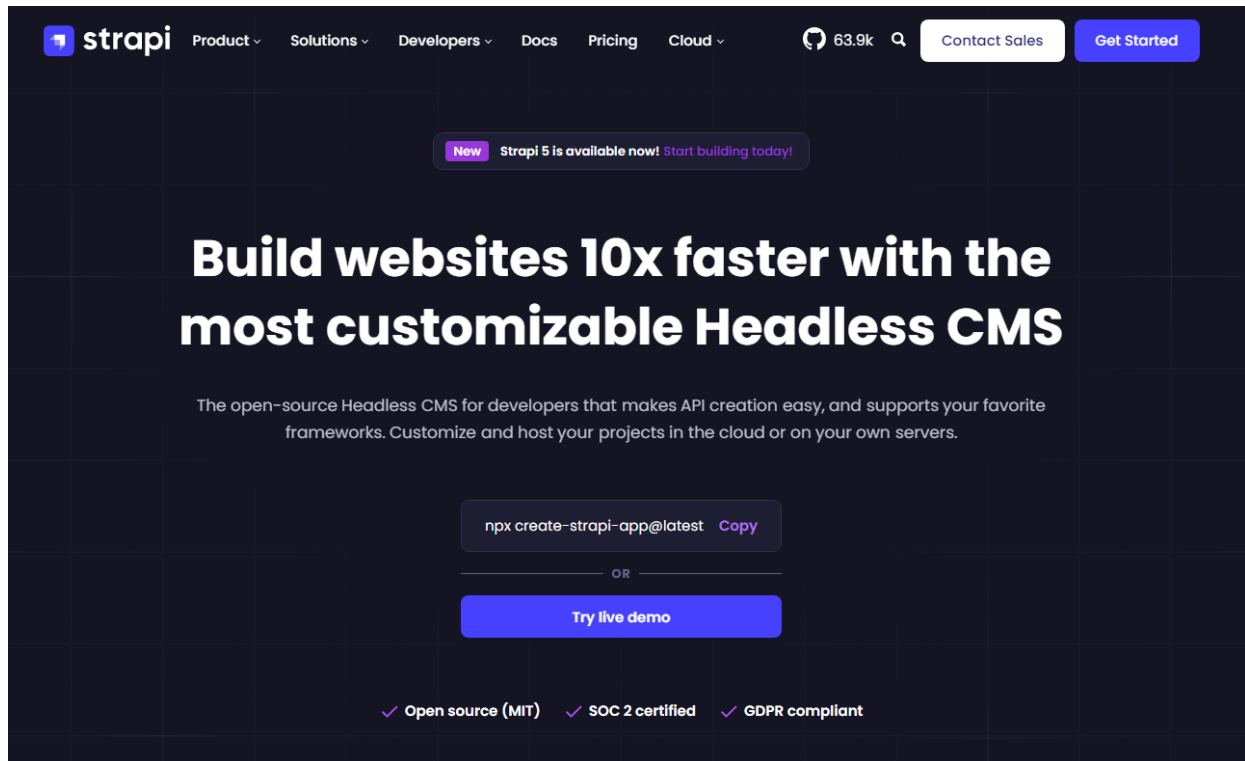 strapi Product Solutions Developers Docs Pricing Cloud 63.9k Contact Sales Get Started
New Strapi 5 is available now! Start building today!
Build websites 10x faster with the
most customizable Headless CMS
The open-source Headless CMS for developers that makes API creation easy, and supports your favorite
frameworks. Customize and host your projects in the cloud or on your own servers.
npx create-strapi-app@latest Copy
OR
Try live demo
Open source (MIT) SOC 2 certified GDPR compliant